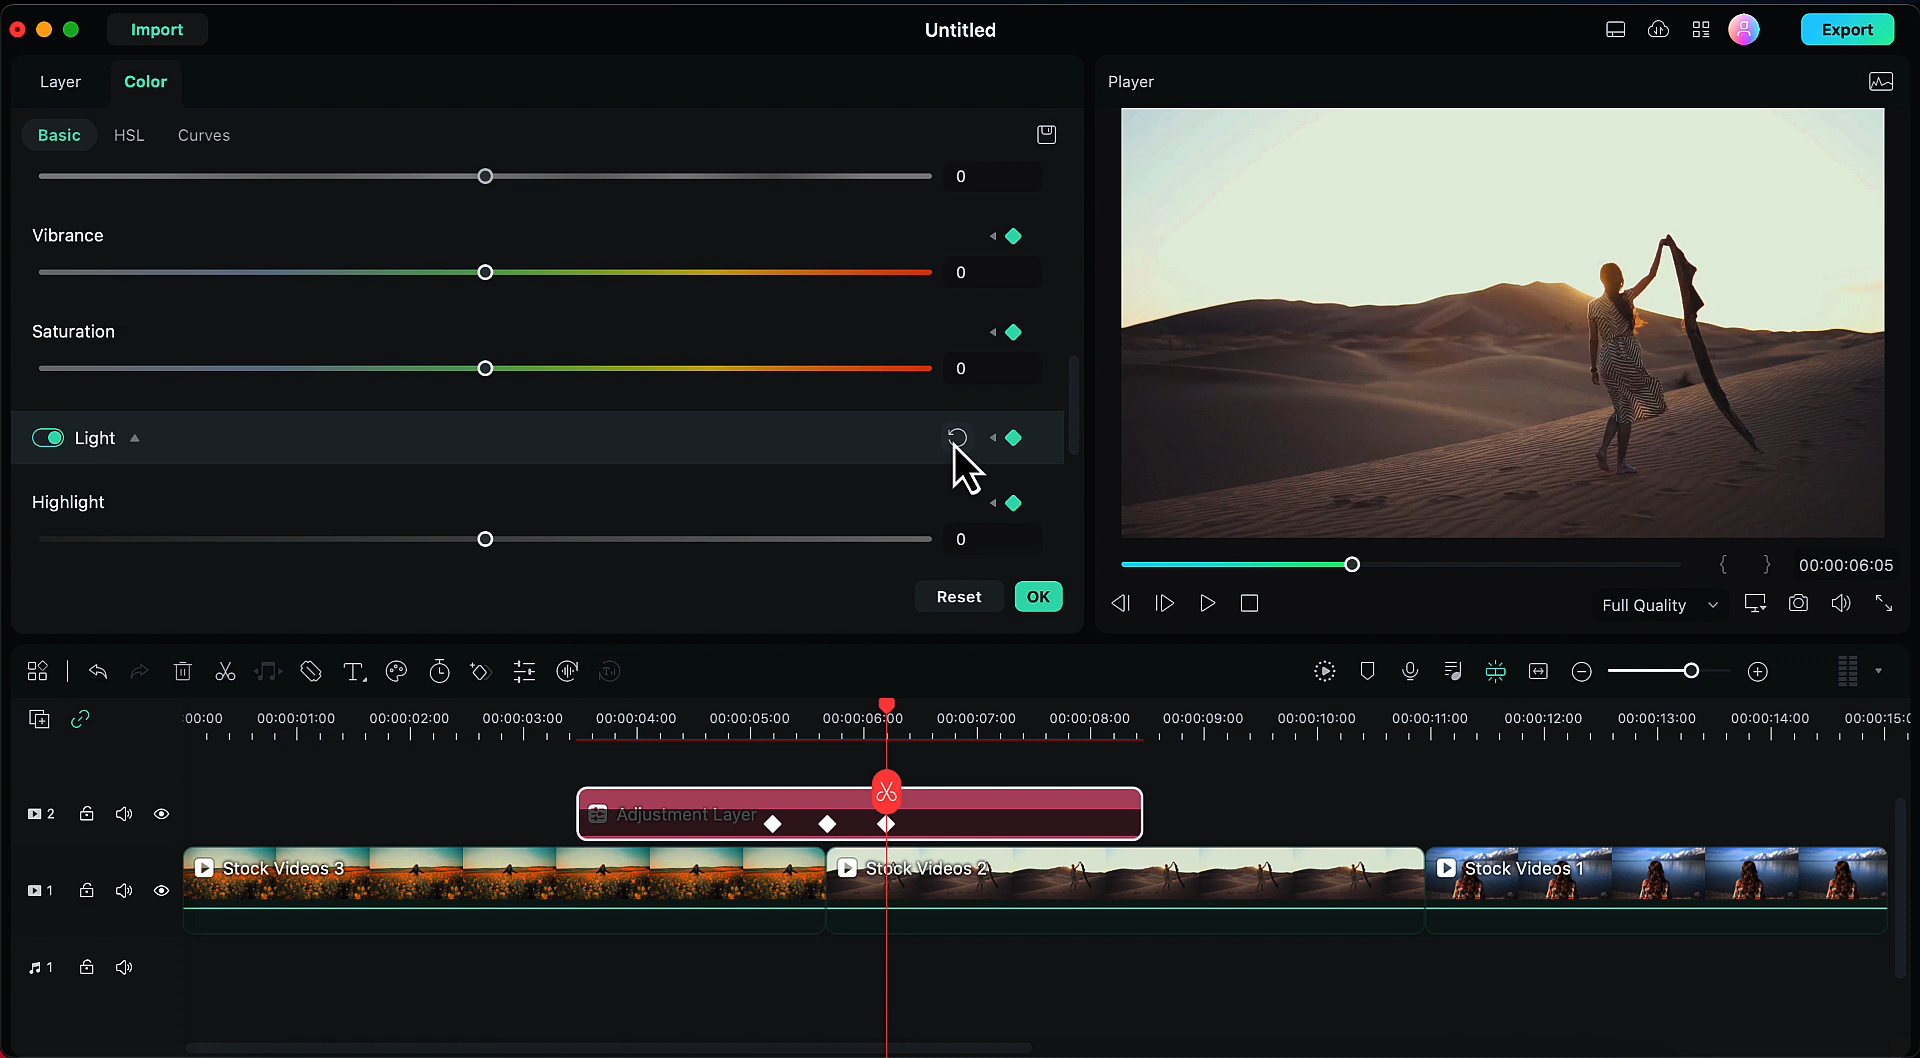 Import
Untitled
Export
Layer
Color
Player
Basic
HSL
Curves
0
Vibrance
0
Saturation
0
Light
Highlight
0
Reset
OK
00:00:06:05
Full Quality
:00:00
00:00:01:00
00:00:02:00
00:00:03:00
00:00:04:00
00:00:05:00
00:00:06:00
00:00:07:00
00:00:08:00
00:00:09:00
00:00:10:00
00:00:11:00
00:00:12:00
00:00:13:00
00:00:14:00
00:00:15:0
2
Adjustment Layer
1
Stock Videos 3
Stock Videos 2
Stock Videos 1
1